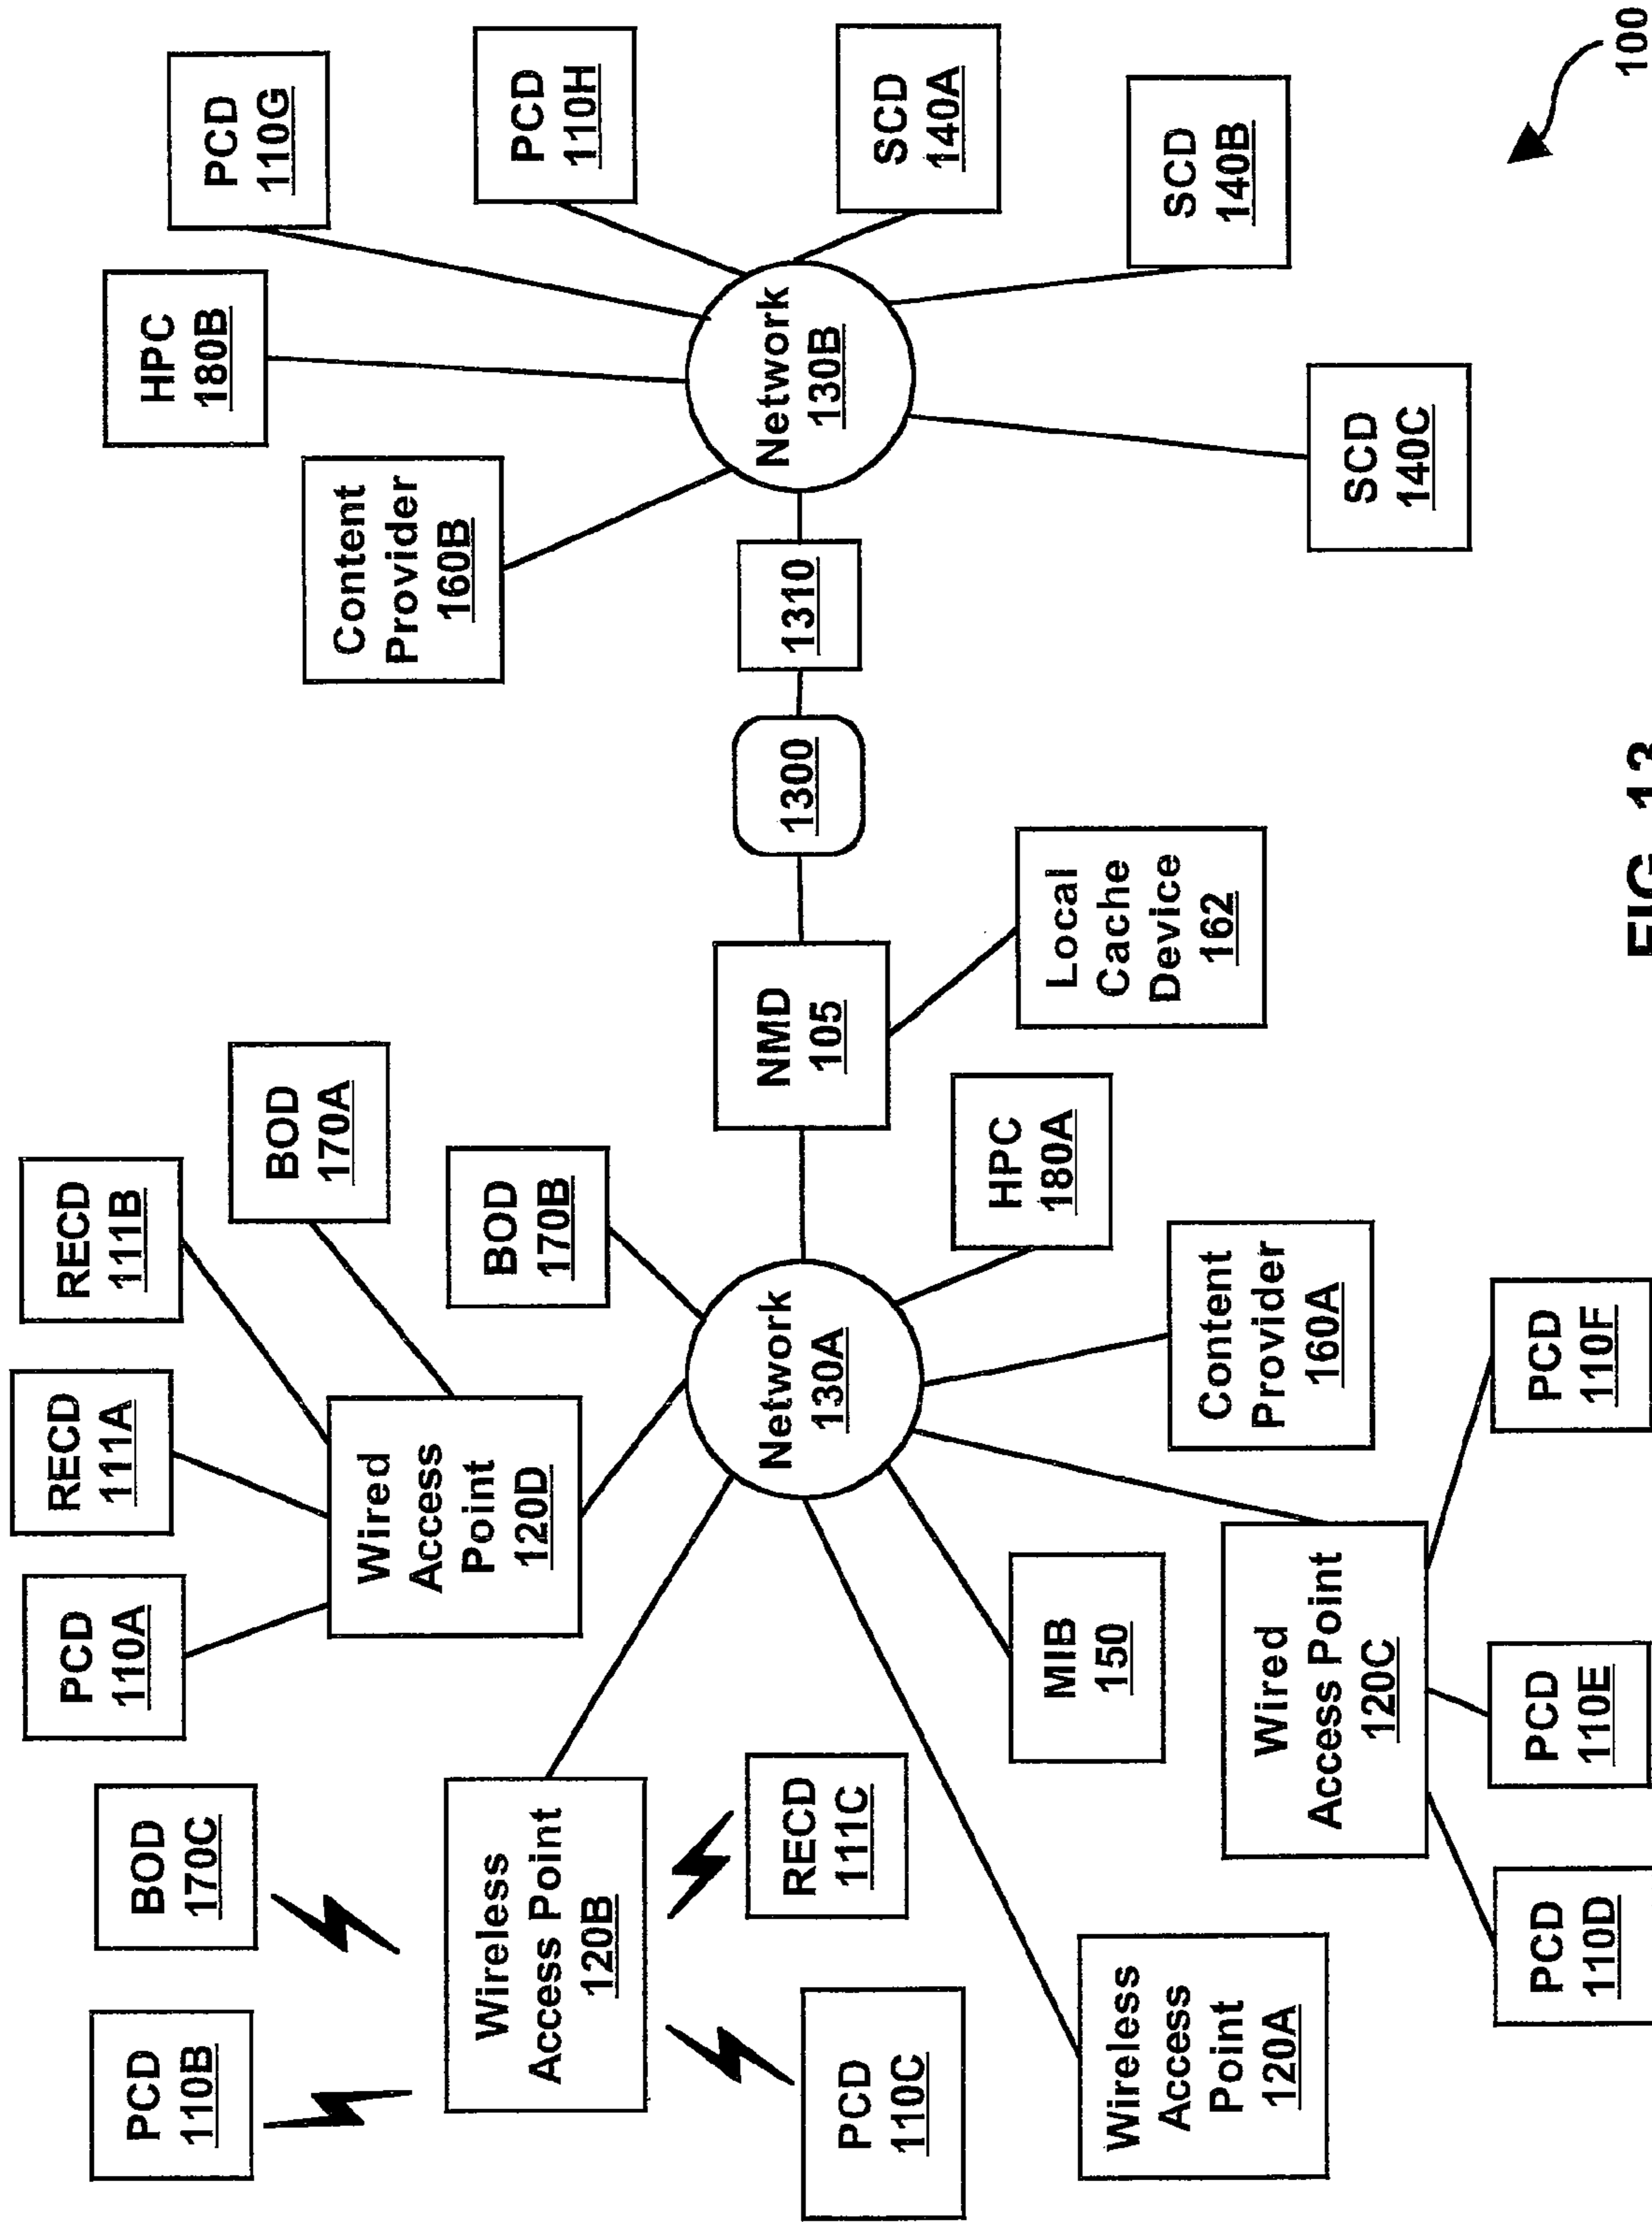 PCD
110B
BOD
170C
PCD
110A
RECD
111A
RECD
111B
BOD
170A
Wired
Access
Point
120D
BOD
170B
Wireless
Access Point
120B
RECD
111C
PCD
110C
Wireless
Access
Point
120A
Network
130A
MIB
150
Wired
Access Point
120C
PCD
110D
PCD
110E
PCD
110F
Content
Provider
160A
HPC
180A
NMD
105
Local
Cache
Device
162
1300
1310
Content
Provider
160B
HPC
180B
PCD
110G
PCD
110H
Network
130B
SCD
140A
SCD
140B
SCD
140C
100
FIG. 13